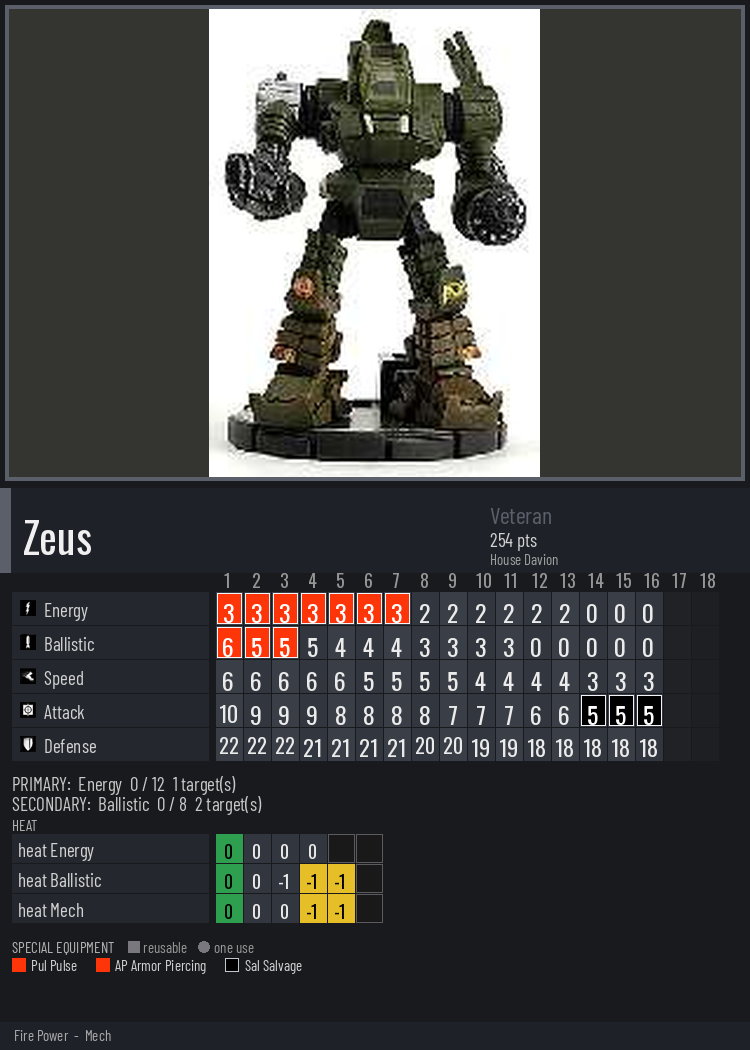 Zeus
Veteran
254 pts
House Davion
1 2 3 4 5 6 7 8 9 10 11 12 13 14 15 16 17 18
Energy 3 3 3 3 3 3 3 2 2 2 2 2 2 0 0 0
Ballistic 6 5 5 5 4 4 4 3 3 3 3 0 0 0 0 0
Speed 6 6 6 6 6 5 5 5 5 4 4 4 4 3 3 3
Attack 10 9 9 9 8 8 8 8 7 7 7 6 6 5 5 5
Defense 22 22 22 21 21 21 21 20 20 19 19 18 18 18 18 18
PRIMARY: Energy 0 / 12 1 target(s)
SECONDARY: Ballistic 0 / 8 2 target(s)
HEAT
heat Energy 0 0 0 0
heat Ballistic 0 0 -1 -1 -1
heat Mech 0 0 0 -1 -1
SPECIAL EQUIPMENT reusable one use
Pul Pulse AP Armor Piercing Sal Salvage
Fire Power - Mech